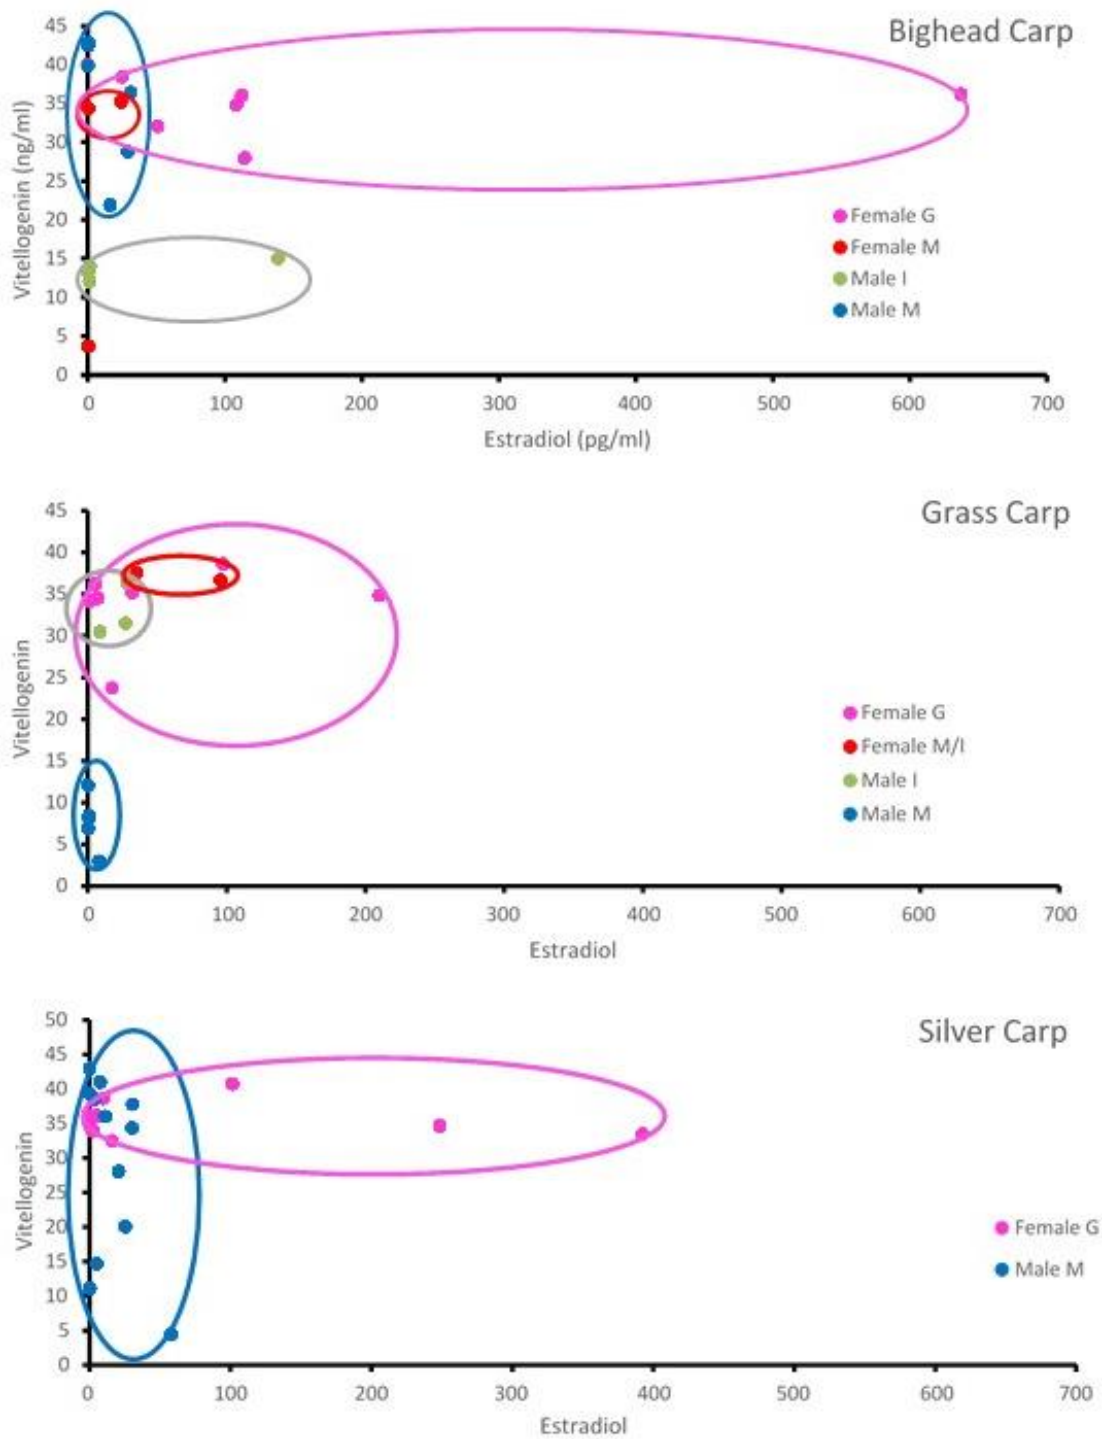 Bighead Carp
45
40
35
30
25
20
15
10
5
0
Vitellogenin (ng/ml)
Female G
Female M
Male I
Male M
0 100 200 300 400 500 600 700
Estradiol (pg/ml)
Grass Carp
45
40
35
30
25
20
15
10
5
0
Vitellogenin
Female G
Female M/I
Male I
Male M
0 100 200 300 400 500 600 700
Estradiol
Silver Carp
50
45
40
35
30
25
20
15
10
5
0
Vitellogenin
Female G
Male M
0 100 200 300 400 500 600 700
Estradiol